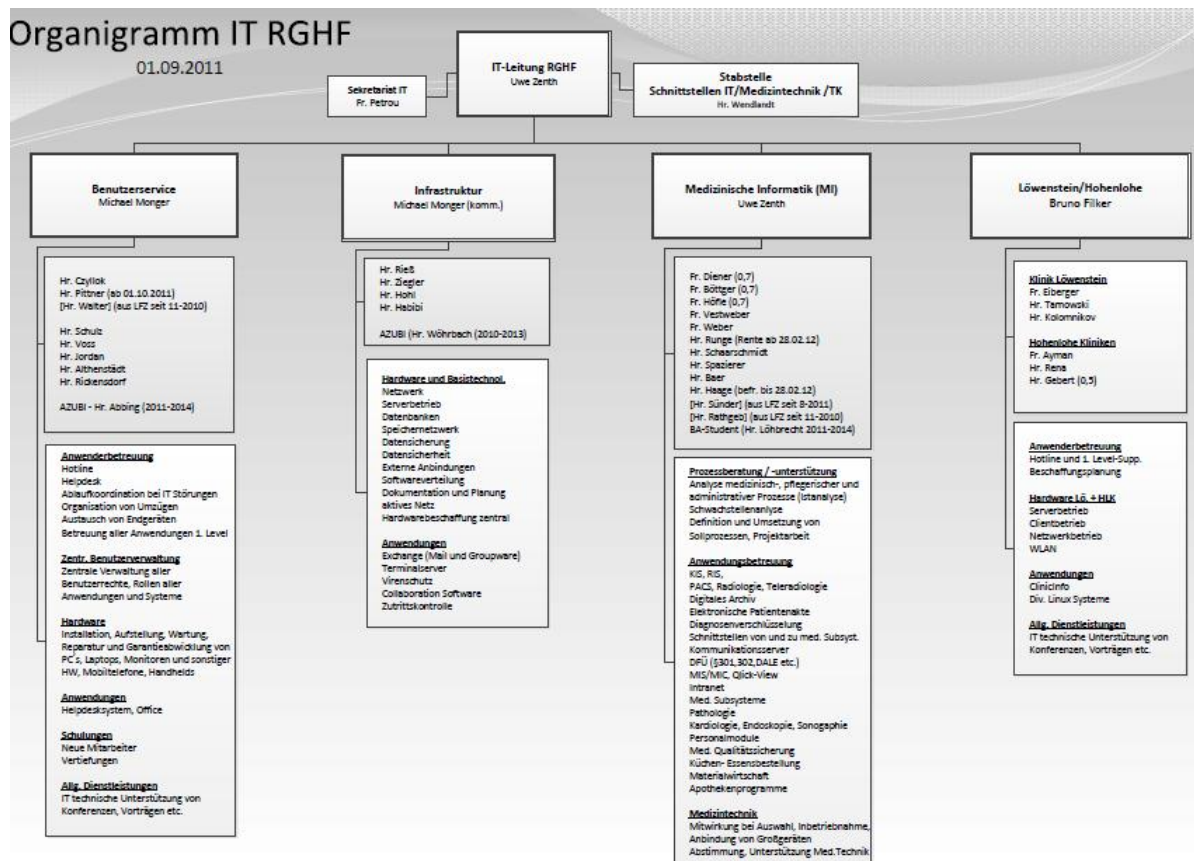 Organigramm IT RGHF
01.09.2011
IT-Leitung RGHF
Uwe Zenth
Sekretariat IT
Fr. Petrou
Stabstelle
Schnittstellen IT/Medizintechnik /TK
Hr. Wendlandt
Benutzerservice
Michael Monger
Hr. Czyllok
Hr. Pittner (ab 01.10.2011)
[Hr. Walter] (aus LFZ seit 11-2010)
Hr. Schulz
Hr. Voss
Hr. Jordan
Hr. Althenstädt
Hr. Rickensdorf
AZUBI - Hr. Abbing (2011-2014)
Anwenderbetreuung
Hotline
Helpdesk
Ablaufkoordination bei IT Störungen
Organisation von Umzügen
Austausch von Endgeräten
Betreuung aller Anwendungen 1. Level
Zentr. Benutzerverwaltung
Zentrale Verwaltung aller
Benutzerrechte, Rollen aller
Anwendungen und Systeme
Hardware
Installation, Aufstellung, Wartung,
Reparatur und Garantieabwicklung von
PC´s, Laptops, Monitoren und sonstiger
HW, Mobiltelefone, Handhelds
Anwendungen
Helpdesksystem, Office
Schulungen
Neue Mitarbeiter
Vertiefungen
Allg. Dienstleistungen
IT technische Unterstützung von
Konferenzen, Vorträgen etc.
Infrastruktur
Michael Monger (komm.)
Hr. Rieß
Hr. Ziegler
Hr. Hohl
Hr. Habibi
AZUBI (Hr. Wöhrbach (2010-2013)
Hardware und Basistechnol.
Netzwerk
Serverbetrieb
Datenbanken
Speichernetzwerk
Datensicherung
Datensicherheit
Externe Anbindungen
Softwareverteilung
Dokumentation und Planung
aktives Netz
Hardwarebeschaffung zentral
Anwendungen
Exchange (Mail und Groupware)
Terminalserver
Virenschutz
Collaboration Software
Zutrittskontrolle
Medizinische Informatik (MI)
Uwe Zenth
Fr. Diener (0,7)
Fr. Böttger (0,7)
Fr. Höfle (0,7)
Fr. Vestweber
Fr. Weber
Hr. Runge (Rente ab 28.02.12)
Hr. Schaarschmidt
Hr. Spazierer
Hr. Baer
Hr. Haage (befr. bis 28.02.12)
[Hr. Sünder] (aus LFZ seit 8-2011)
[Hr. Rathgeb] (aus LFZ seit 11-2010)
BA-Student (Hr. Löhbrecht 2011-2014)
Prozessberatung / -unterstützung
Analyse medizinisch-, pflegerischer und
administrativer Prozesse (Istanalyse)
Schwachstellenanlyse
Definition und Umsetzung von
Sollprozessen, Projektarbeit
Anwendungsbetreuung
KIS, RIS,
PACS, Radiologie, Teleradiologie
Digitales Archiv
Elektronische Patientenakte
Diagnosenverschlüsselung
Schnittstellen von und zu med. Subsyst.
Kommunikationsserver
DFÜ (§301,302,DALE etc.)
MIS/MIC, Qlick-View
Intranet
Med. Subsysteme
Pathologie
Kardiologie, Endoskopie, Sonogaphie
Personalmodule
Med. Qualitätssicherung
Küchen- Essensbestellung
Materialwirtschaft
Apothekenprogramme
Medizintechnik
Mitwirkung bei Auswahl, Inbetriebnahme,
Anbindung von Großgeräten
Abstimmung, Unterstützung Med.Technik
Löwenstein/Hohenlohe
Bruno Filker
Klinik Löwenstein
Fr. Eiberger
Hr. Tarnowski
Hr. Kolomnikov
Hohenlohe Kliniken
Fr. Ayman
Hr. Rena
Hr. Gebert (0,5)
Anwenderbetreuung
Hotline und 1. Level-Supp.
Beschaffungsplanung
Hardware Lö. + HLK
Serverbetrieb
Clientbetrieb
Netzwerkbetrieb
WLAN
Anwendungen
ClinicInfo
Div. Linux Systeme
Allg. Dienstleistungen
IT technische Unterstützung von
Konferenzen, Vorträgen etc.